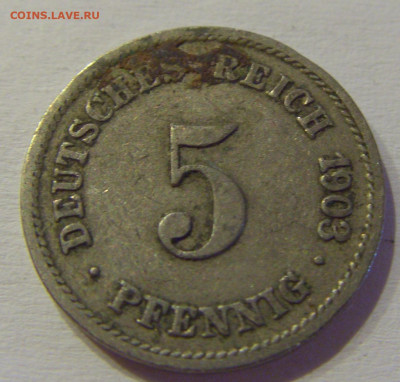 COINS.LAVE.RU
DEUTSCHES REICH 1903
5
• PFENNIG •